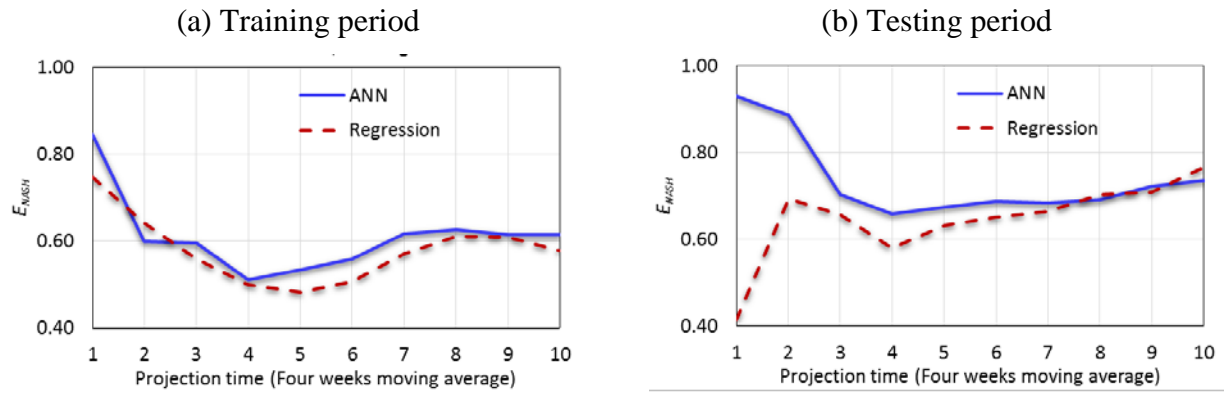 (a) Training period
1.00
0.80
0.60
0.40
E_NASH
ANN
Regression
1 2 3 4 5 6 7 8 9 10
Projection time (Four weeks moving average)
(b) Testing period
1.00
0.80
0.60
0.40
E_NASH
ANN
Regression
1 2 3 4 5 6 7 8 9 10
Projection time (Four weeks moving average)